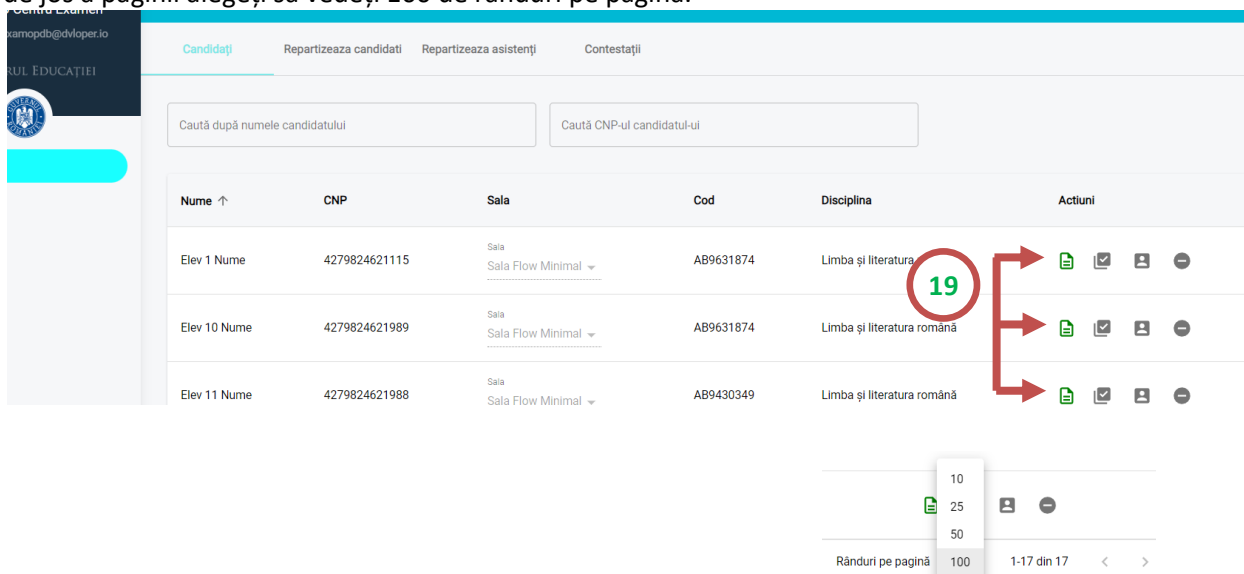 de jos a paginii alegeți să vedeți 100 de rânduri pe pagină.
Centru Examen
xamopdb@dvloper.io
RUL EDUCAȚIEI
GUVERNUL ROMÂNIEI
Candidați Repartizeaza candidati Repartizeaza asistenți Contestații
Caută după numele candidatului Caută CNP-ul candidatul-ui
Nume ↑ CNP Sala Cod Disciplina Actiuni
Sala
Elev 1 Nume 4279824621115 Sala Flow Minimal AB9631874 Limba și literatura
19
Sala
Elev 10 Nume 4279824621989 Sala Flow Minimal AB9631874 Limba și literatura română
Sala
Elev 11 Nume 4279824621988 Sala Flow Minimal AB9430349 Limba și literatura română
10
25
50
Rânduri pe pagină 100 1-17 din 17 < >